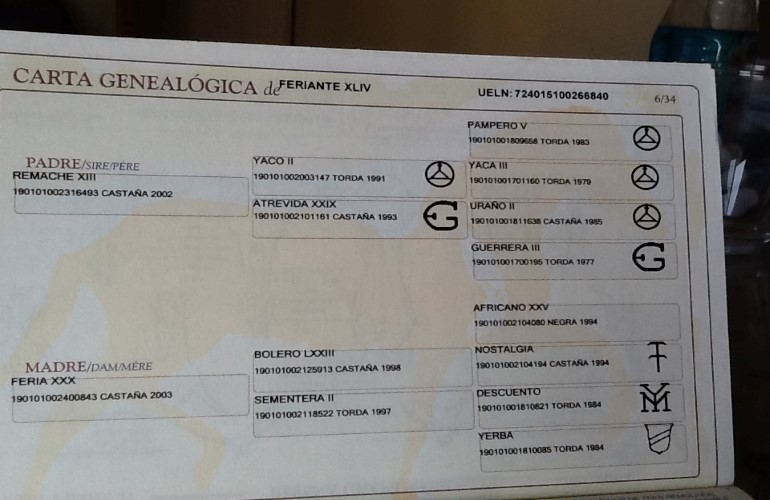 CARTA GENEALÓGICA de FERIANTE XLIV
UELN: 724015100266840
6/34
PADRE/SIRE/PÈRE
REMACHE XIII
190101002316493 CASTAÑA 2002
YACO II
190101002003147 TORDA 1991
ATREVIDA XXIX
190101002101161 CASTAÑA 1993
PAMPERO V
190101001809658 TORDA 1983
YACA III
190101001701160 TORDA 1979
URAÑO II
190101001811638 CASTAÑA 1985
GUERRERA III
190101001700195 TORDA 1977
MADRE/DAM/MÈRE
FERIA XXX
190101002400843 CASTAÑA 2003
BOLERO LXXIII
190101002125913 CASTAÑA 1998
SEMENTERA II
190101002118522 TORDA 1997
AFRICANO XXV
190101002104080 NEGRA 1994
NOSTALGIA
190101002104194 CASTAÑA 1994
DESCUENTO
190101001810821 TORDA 1984
YERBA
190101001810085 TORDA 1984